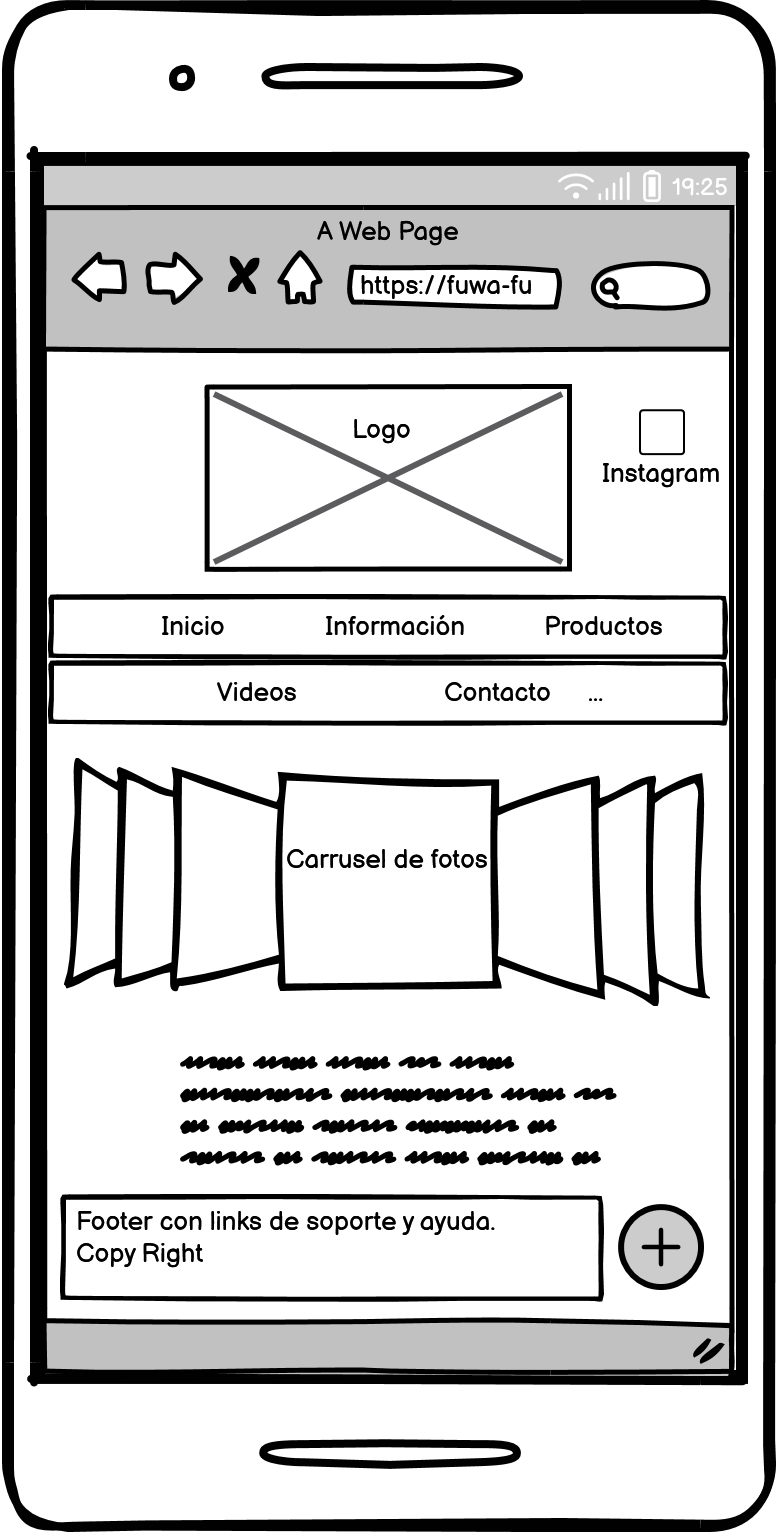 19:25
A Web Page
https://fuwa-fu
Logo
Instagram
Inicio Información Productos
Videos Contacto ...
Carrusel de fotos
Footer con links de soporte y ayuda.
Copy Right